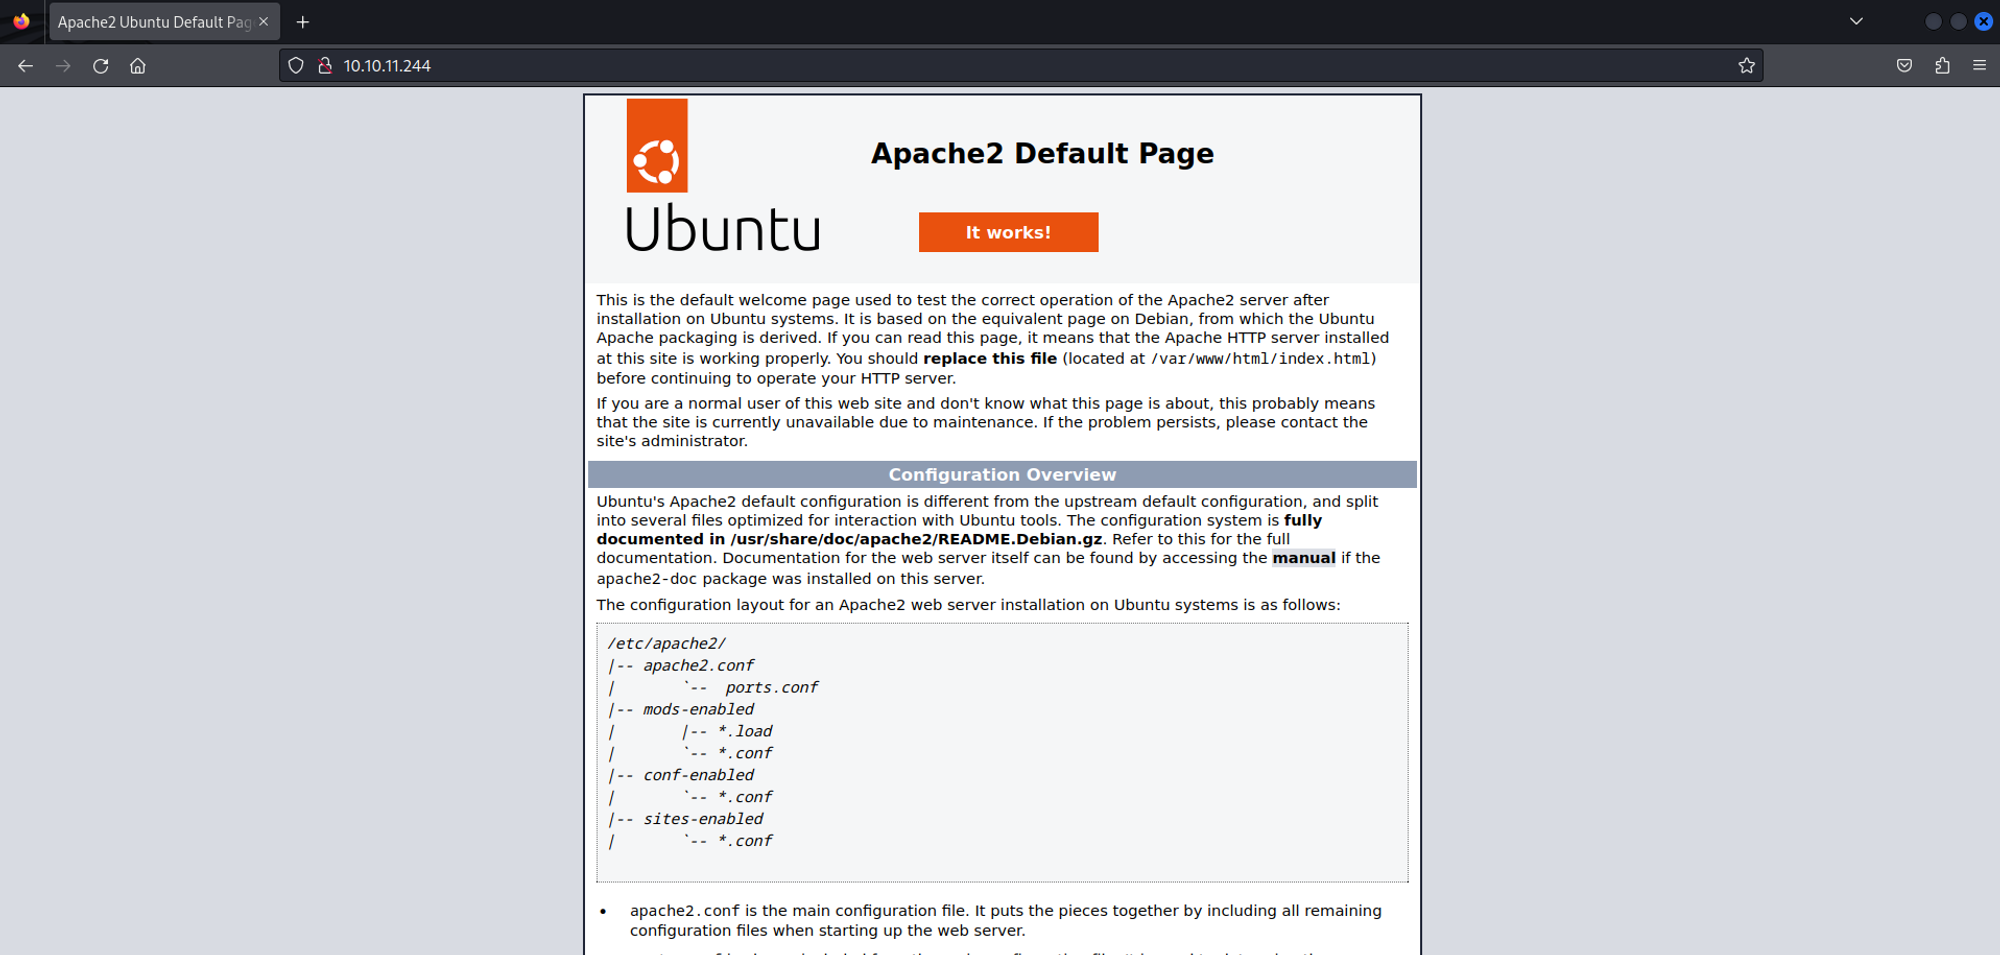 Apache2 Ubuntu Default Pag
10.10.11.244
Apache2 Default Page
Ubuntu
It works!
This is the default welcome page used to test the correct operation of the Apache2 server after
installation on Ubuntu systems. It is based on the equivalent page on Debian, from which the Ubuntu
Apache packaging is derived. If you can read this page, it means that the Apache HTTP server installed
at this site is working properly. You should replace this file (located at /var/www/html/index.html)
before continuing to operate your HTTP server.
If you are a normal user of this web site and don't know what this page is about, this probably means
that the site is currently unavailable due to maintenance. If the problem persists, please contact the
site's administrator.
Configuration Overview
Ubuntu's Apache2 default configuration is different from the upstream default configuration, and split
into several files optimized for interaction with Ubuntu tools. The configuration system is fully
documented in /usr/share/doc/apache2/README.Debian.gz. Refer to this for the full
documentation. Documentation for the web server itself can be found by accessing the manual if the
apache2-doc package was installed on this server.
The configuration layout for an Apache2 web server installation on Ubuntu systems is as follows:
/etc/apache2/
|-- apache2.conf
|       `--  ports.conf
|-- mods-enabled
|       |-- *.load
|       `-- *.conf
|-- conf-enabled
|       `-- *.conf
|-- sites-enabled
|       `-- *.conf
• apache2.conf is the main configuration file. It puts the pieces together by including all remaining
configuration files when starting up the web server.